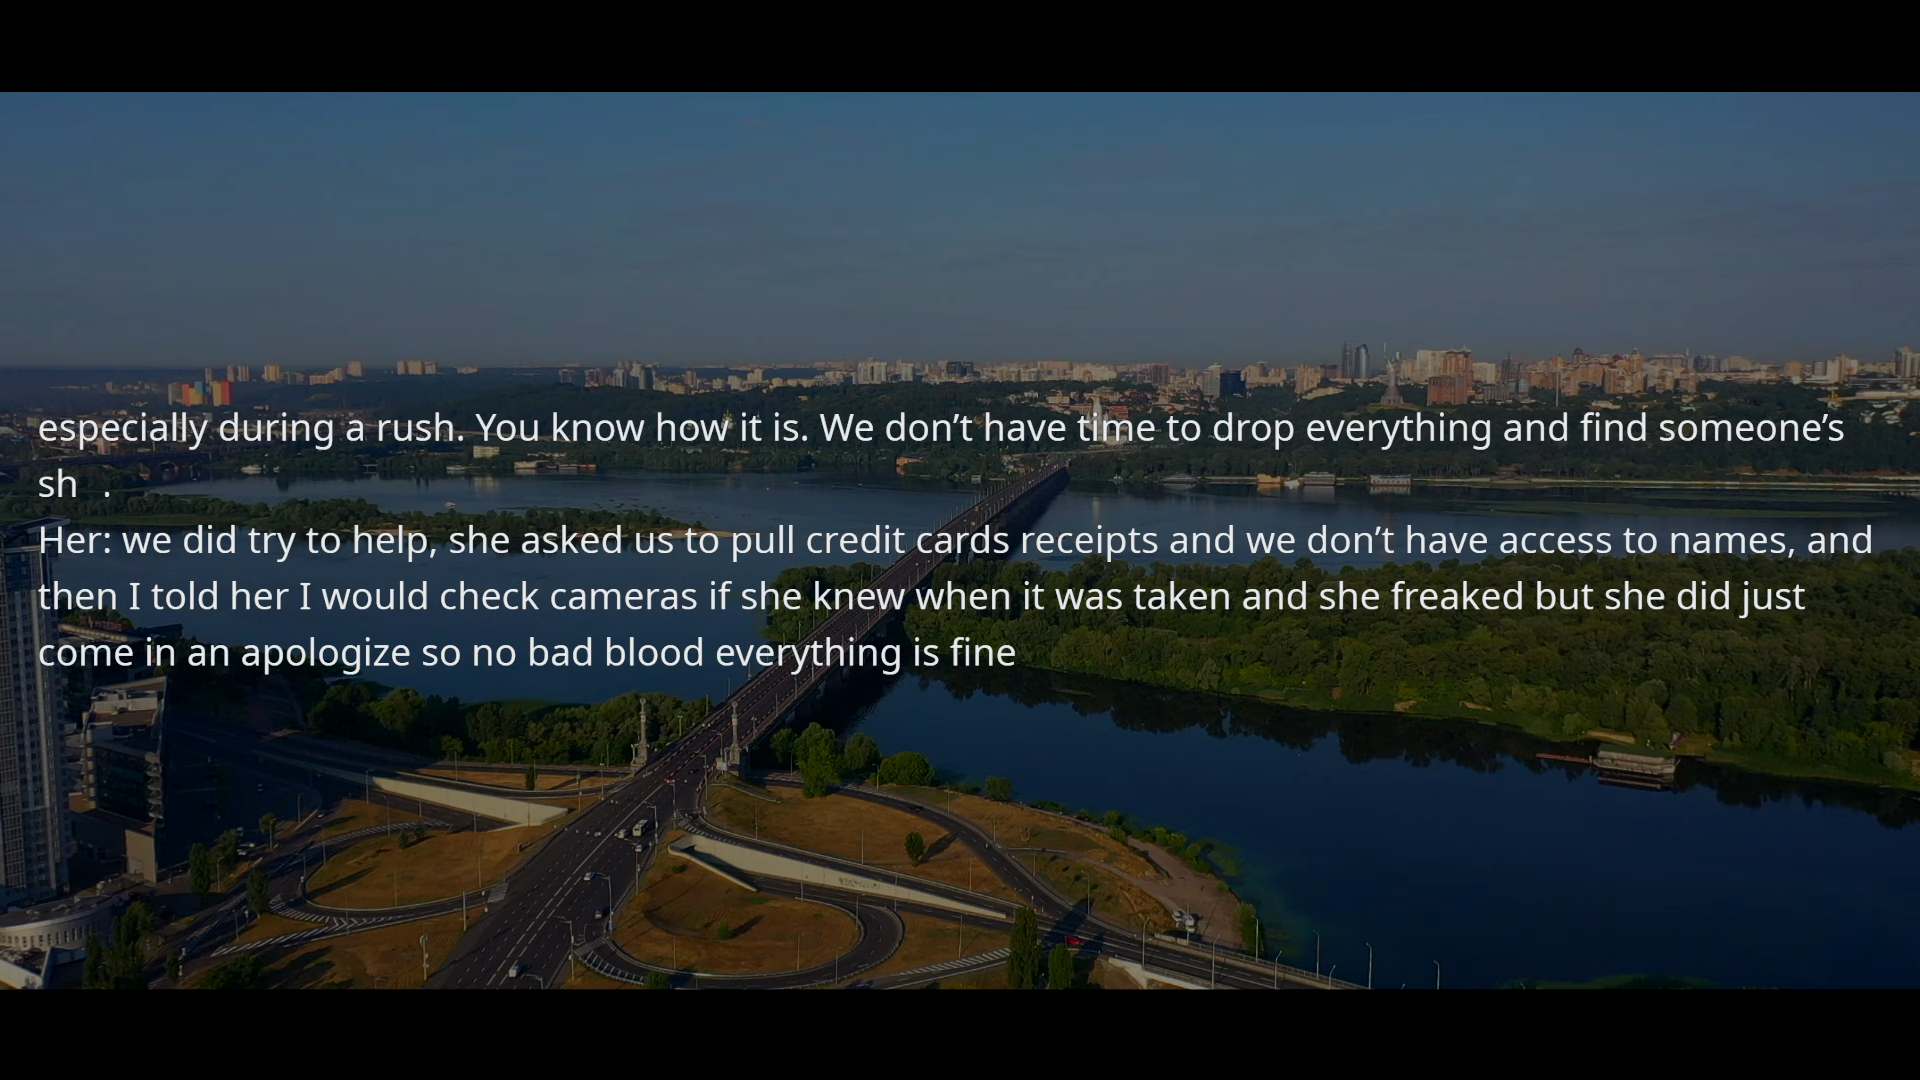 especially during a rush. You know how it is. We don’t have time to drop everything and find someone’s
sh .
Her: we did try to help, she asked us to pull credit cards receipts and we don’t have access to names, and
then I told her I would check cameras if she knew when it was taken and she freaked but she did just
come in an apologize so no bad blood everything is fine